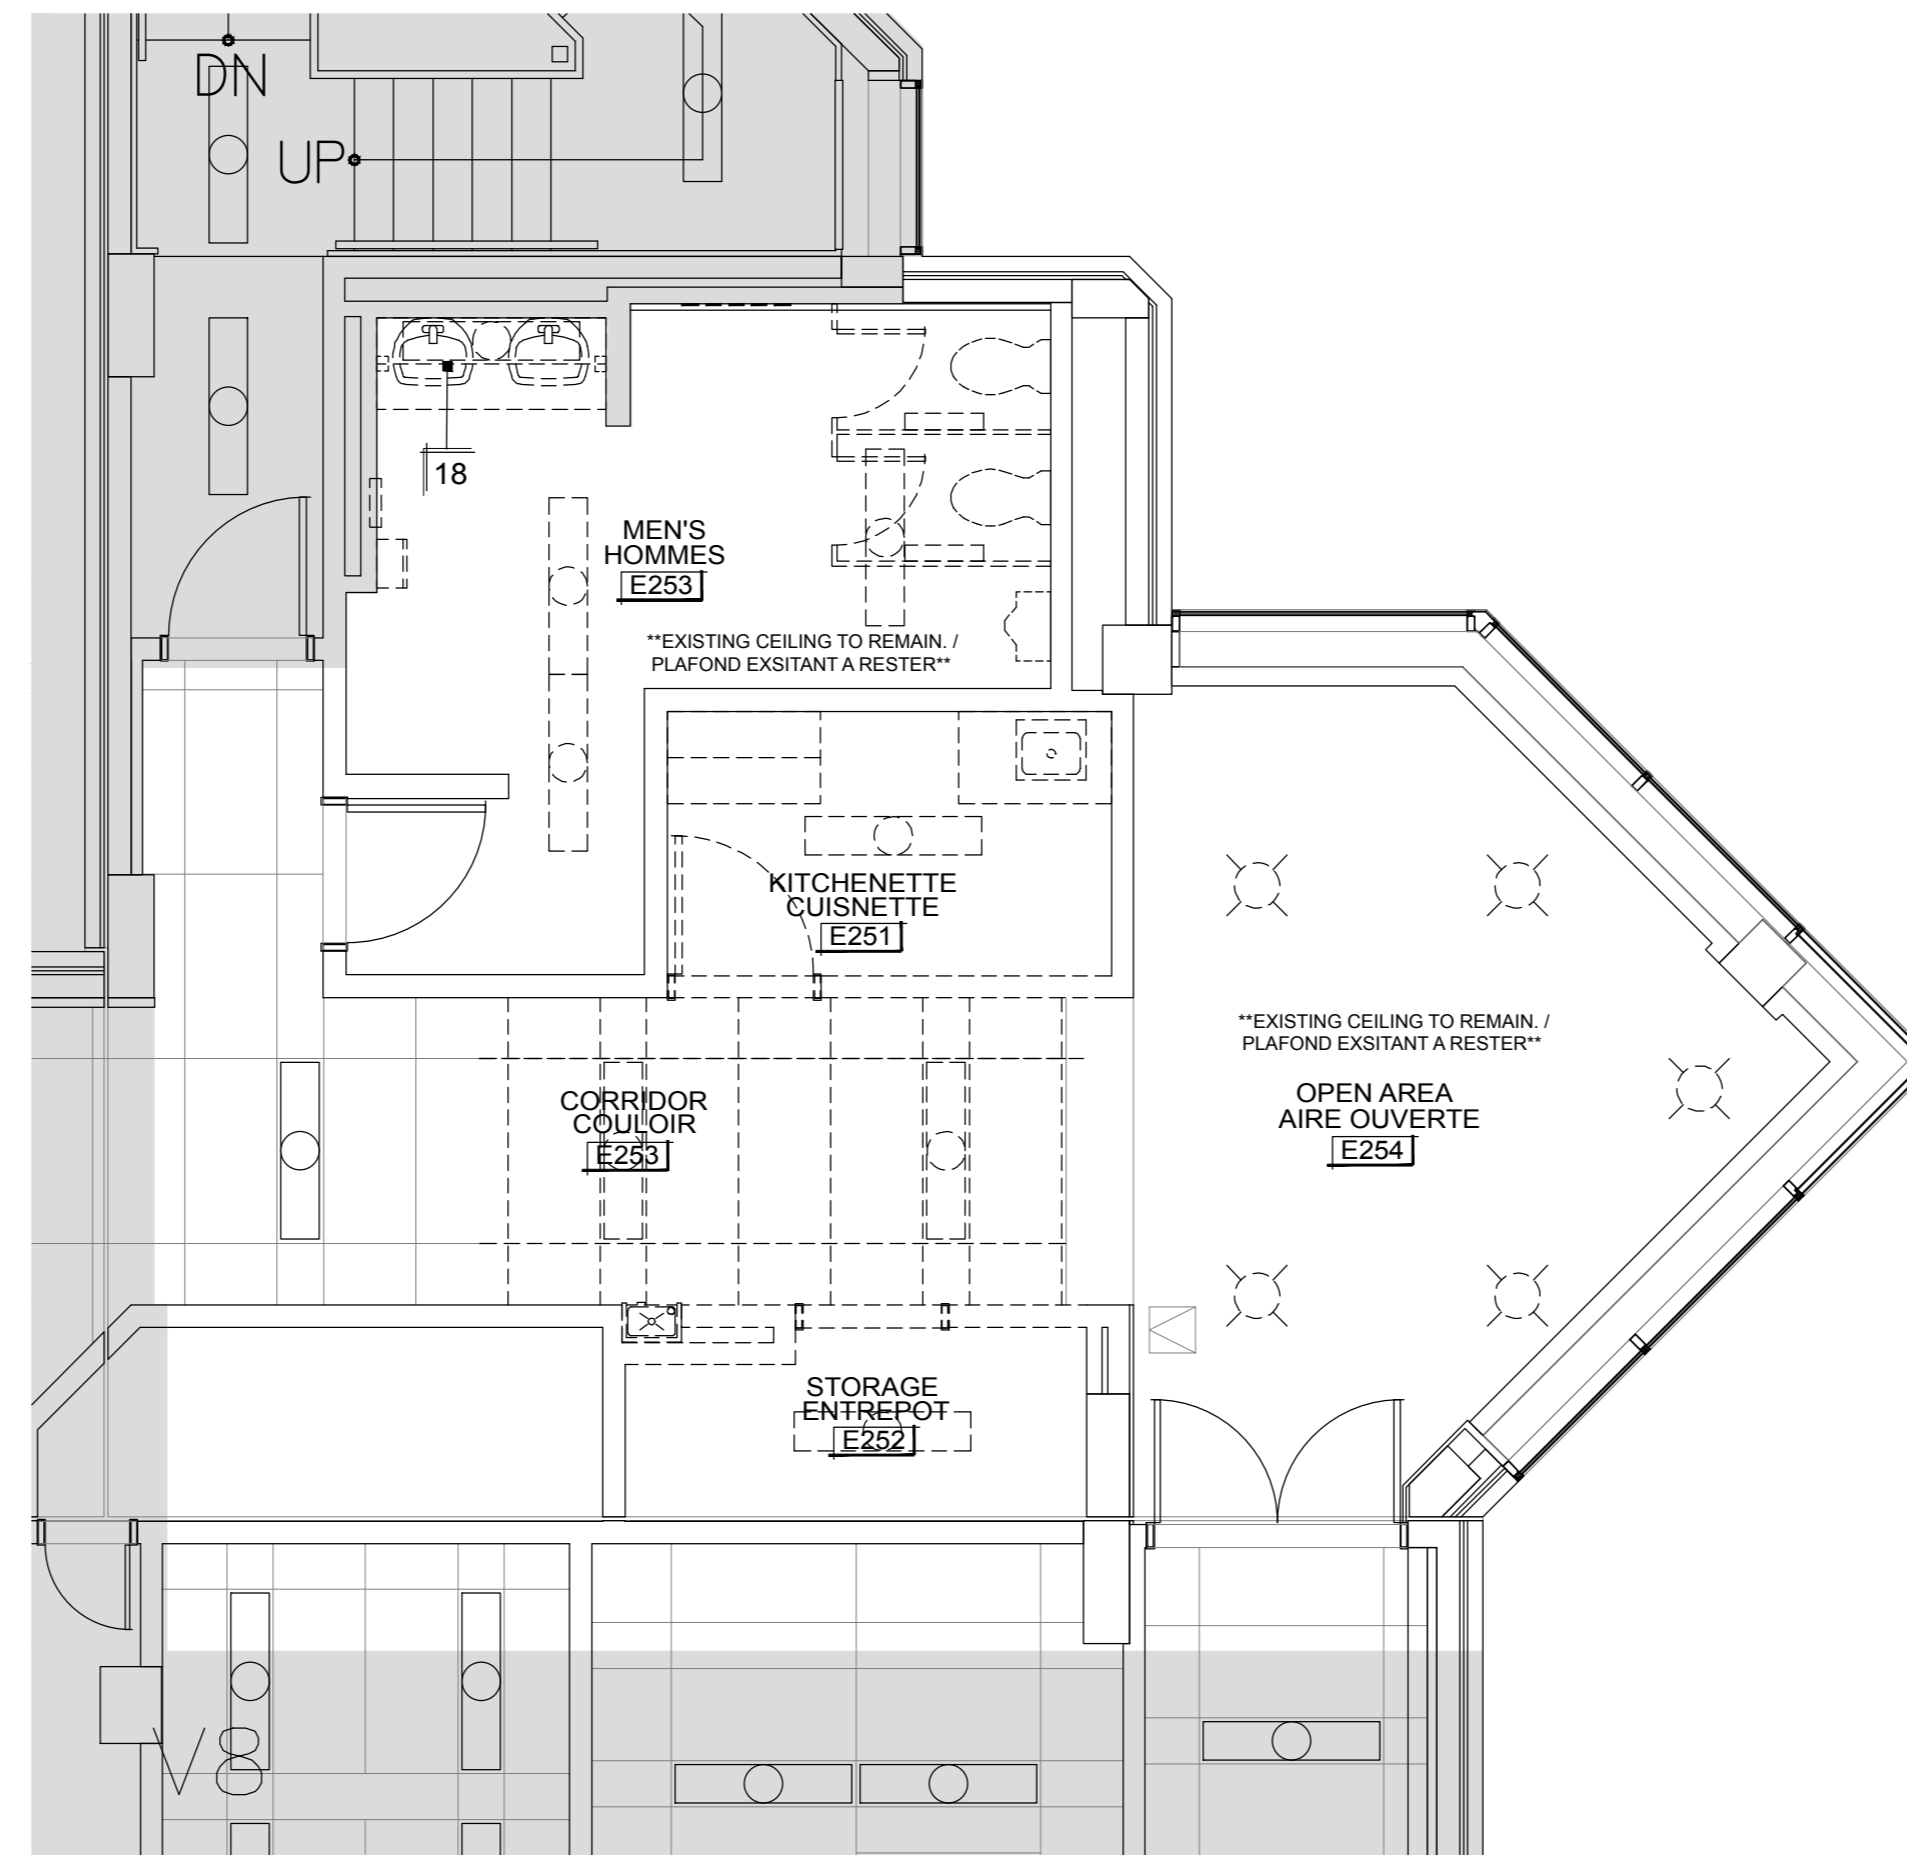 DN
UP
18
MEN'S
HOMMES
E253
**EXISTING CEILING TO REMAIN. /
PLAFOND EXSITANT A RESTER**
KITCHENETTE
CUISNETTE
E251
**EXISTING CEILING TO REMAIN. /
PLAFOND EXSITANT A RESTER**
CORRIDOR
COULOIR
E253
OPEN AREA
AIRE OUVERTE
E254
STORAGE
ENTREPOT
E252
V8